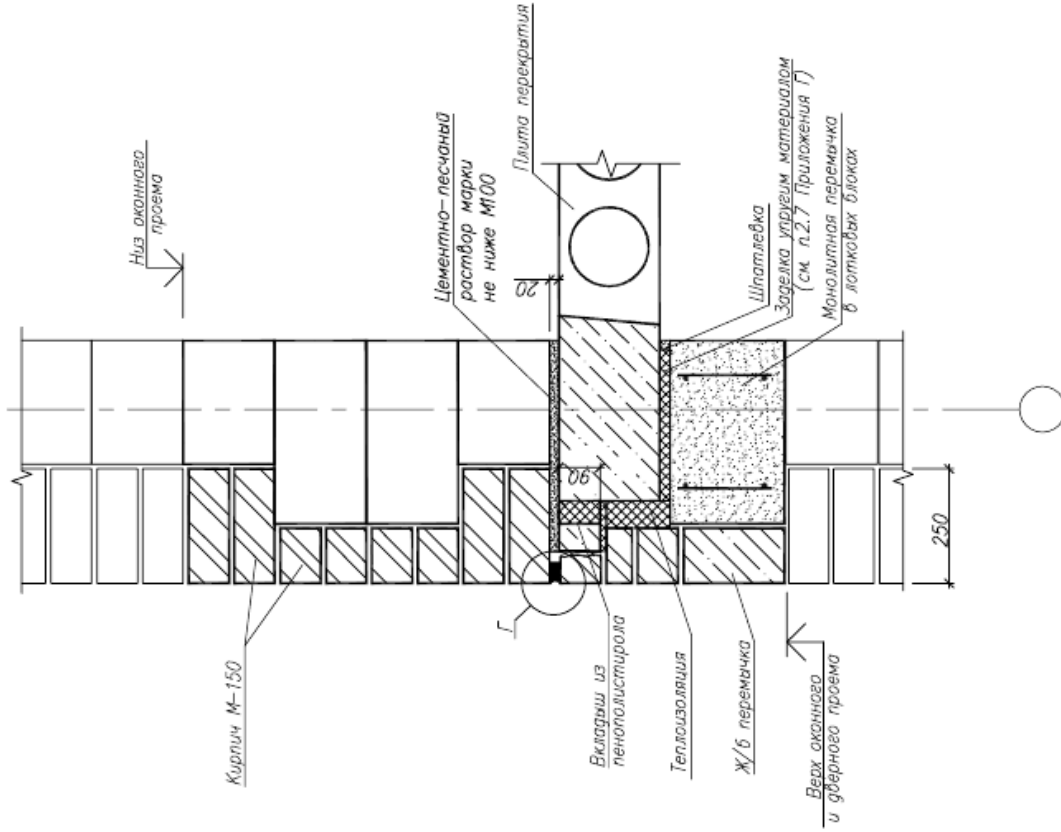 Низ оконного
проема
Цементно-песчаный
раствор марки
не ниже М100
Плита перекрытия
20
Шпатлевка
Заделка упругим материалом
(см. п.2.7 Приложения Г)
Монолитная перемычка
в лотковых блоках
90
250
Кирпич М-150
Г
Вкладыш из
пенополистирола
Теплоизоляция
Ж/б перемычка
Верх оконного
и дверного проема